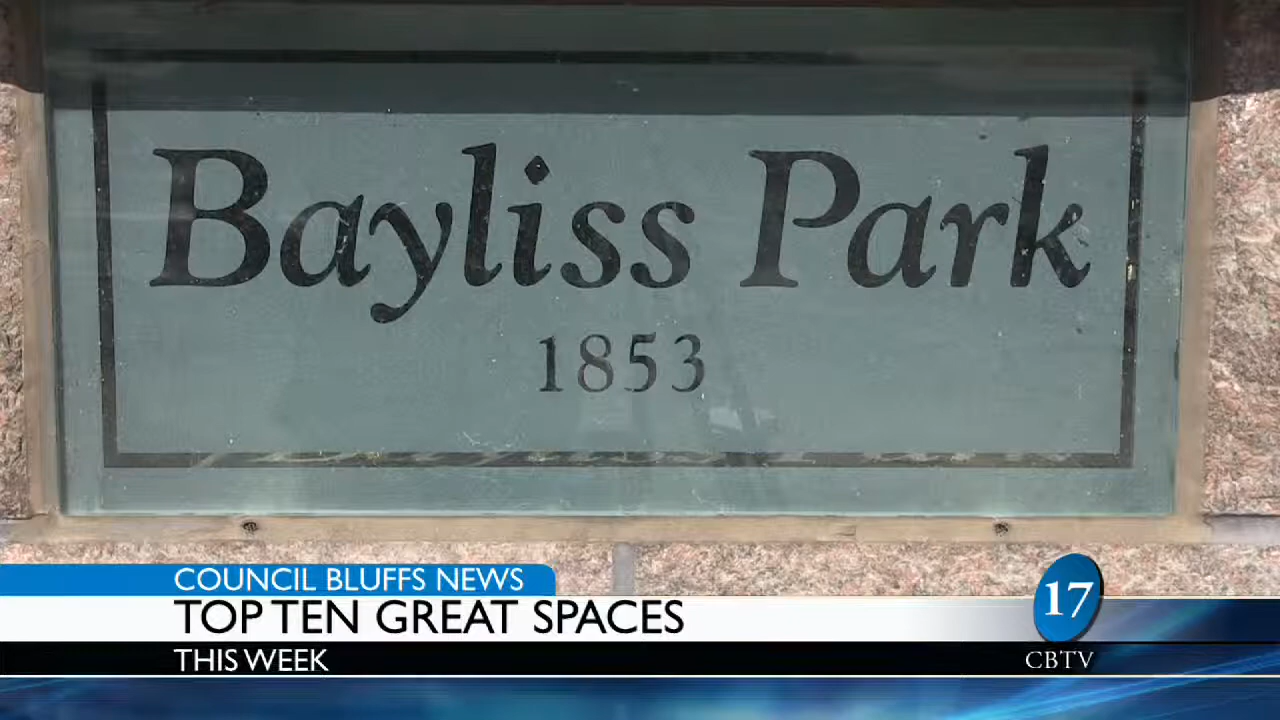 Bayliss Park
1853
COUNCIL BLUFFS NEWS
TOP TEN GREAT SPACES
THIS WEEK
17
CBTV